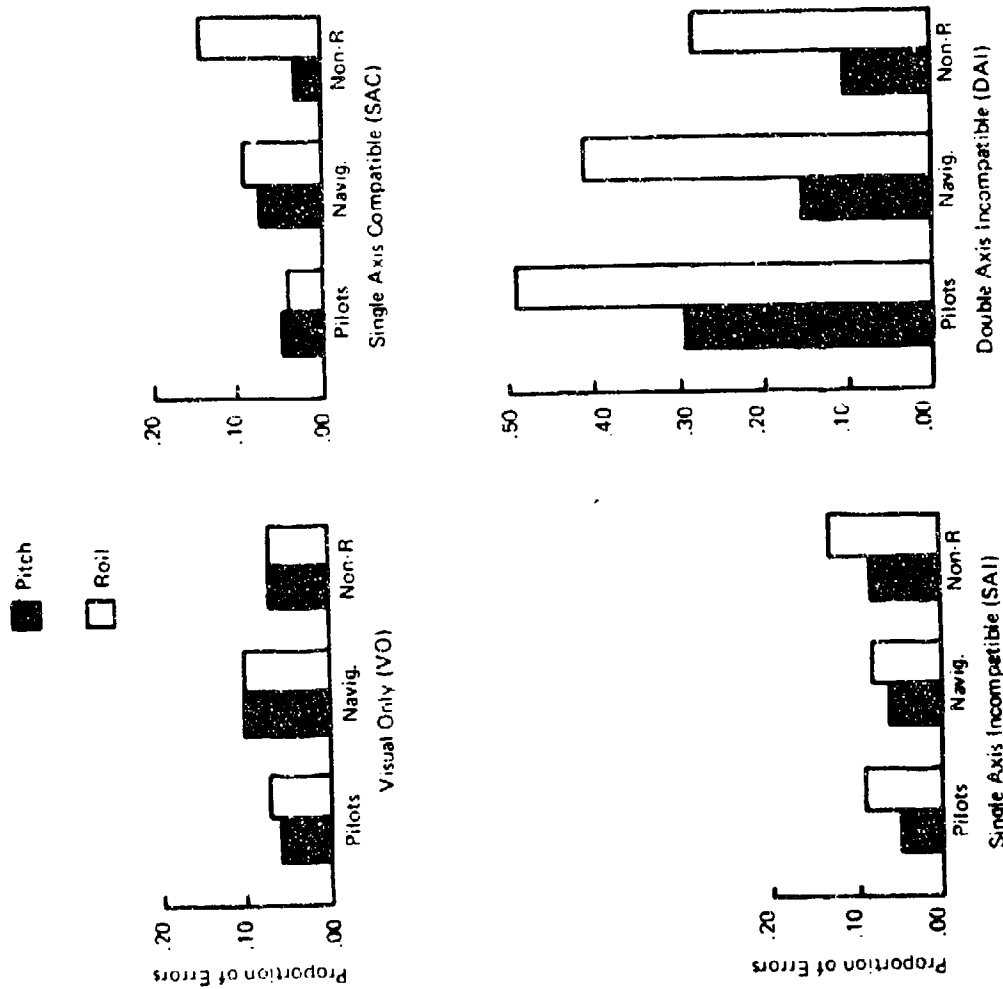 Pitch
Roil
Proportion of Errors
.20
.10
.00
Pilots
Navig.
Non-R
Visual Only (VO)
.20
.10
.00
Pilots
Navig.
Non-R
Single Axis Compatible (SAC)
Proportion of Errors
.20
.10
.00
Pilots
Navig.
Non-R
Single Axis Incompatible (SAI)
.50
.40
.30
.20
.10
.00
Pilots
Navig.
Non-R
Double Axis Incompatible (DAI)